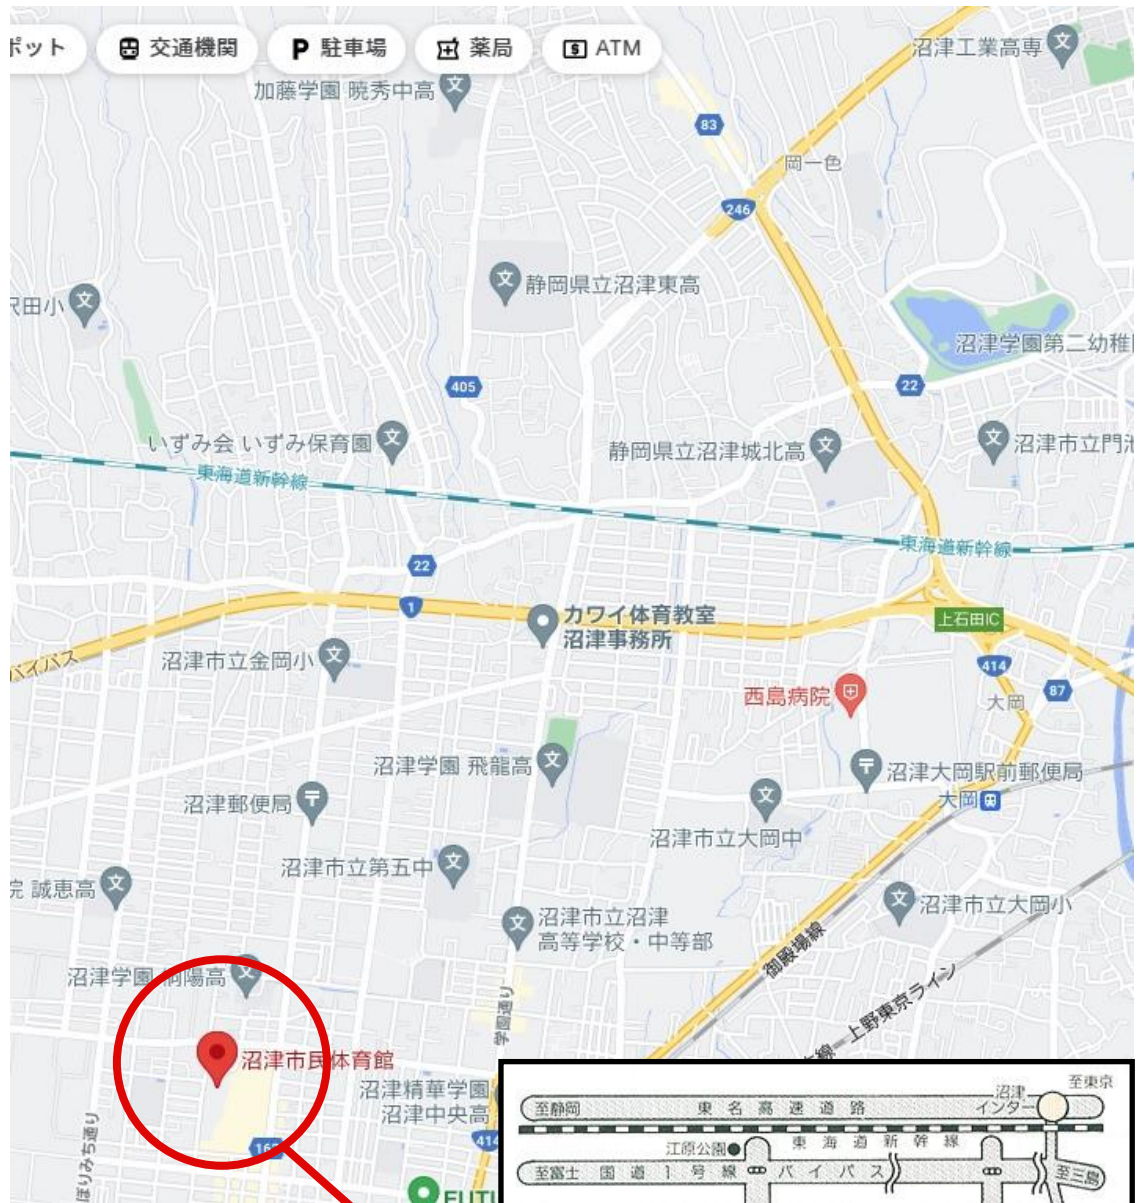 ポット
交通機関
P 駐車場
薬局
ATM
沼津工業高専
加藤学園 暁秀中高
83
岡一色
246
静岡県立沼津東高
沢田小
沼津学園第二幼稚
405
22
いずみ会 いずみ保育園
静岡県立沼津城北高
沼津市立門池
東海道新幹線
東海道新幹線
22
1
カワイ体育教室
沼津事務所
上石田IC
バイパス
沼津市立金岡小
414
西島病院
87
大岡
沼津学園 飛龍高
沼津大岡駅前郵便局
沼津郵便局
大岡
沼津市立大岡中
沼津市立第五中
院 誠恵高
沼津市立大岡小
沼津市立沼津
高等学校・中等部
御殿場線
沼津学園 桐陽高
上野東京ライン
学園通り
沼津市民体育館
沼津精華学園
沼津中央高
至東京
沼津
インター
至静岡
東名高速道路
江原公園
東海道新幹線
至富士 国道1号線 バイパス
至三島
414
ほりみち通り